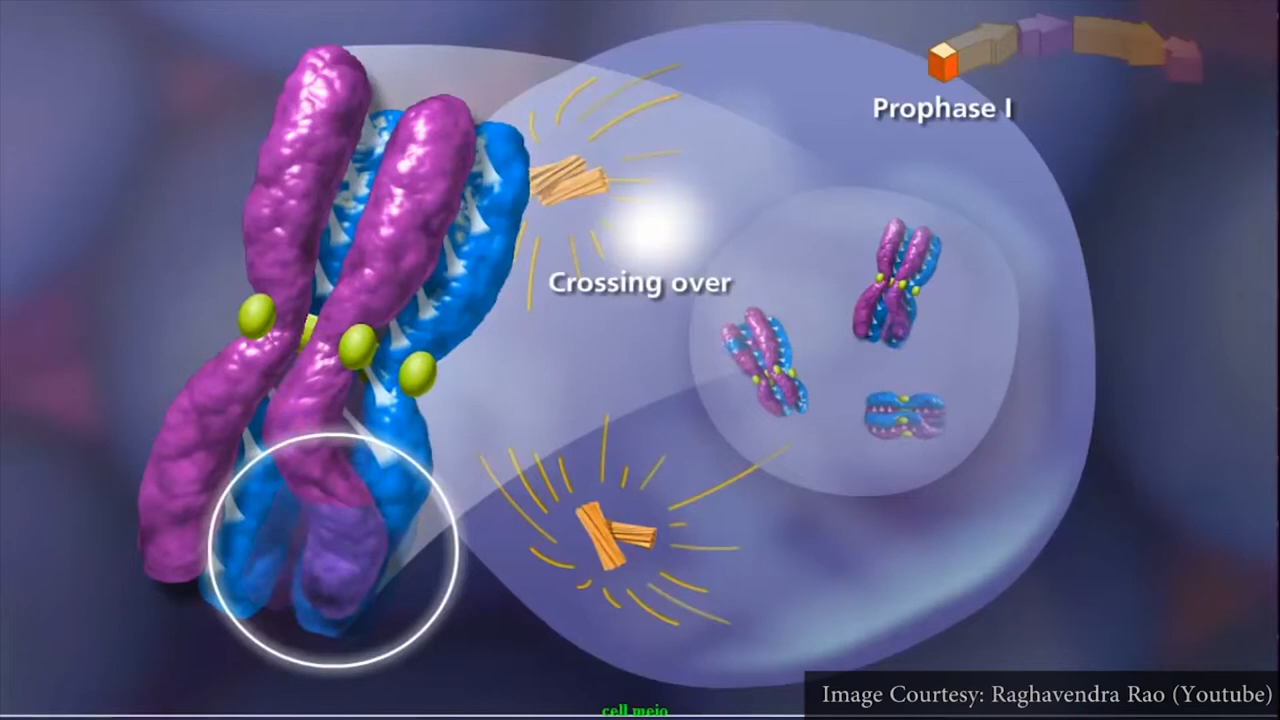 Prophase I
Crossing over
Image Courtesy: Raghavendra Rao (Youtube)
cell meio